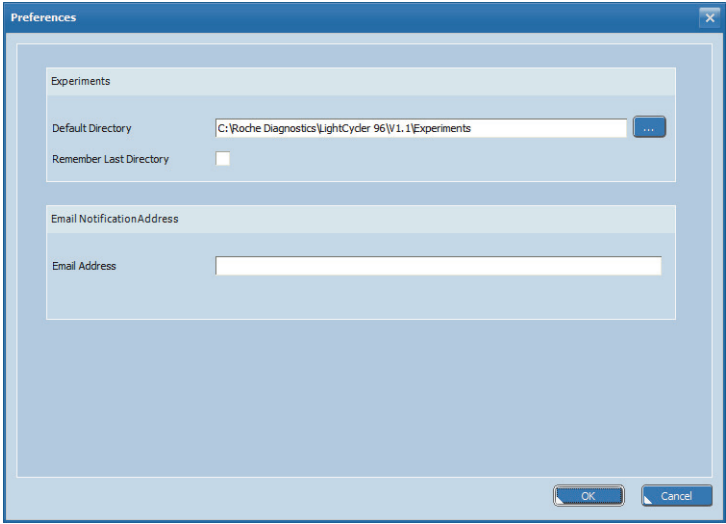 Preferences
Experiments
Default Directory C:\Roche Diagnostics\LightCycler 96\V1.1\Experiments ...
Remember Last Directory
Email NotificationAddress
Email Address
OK Cancel